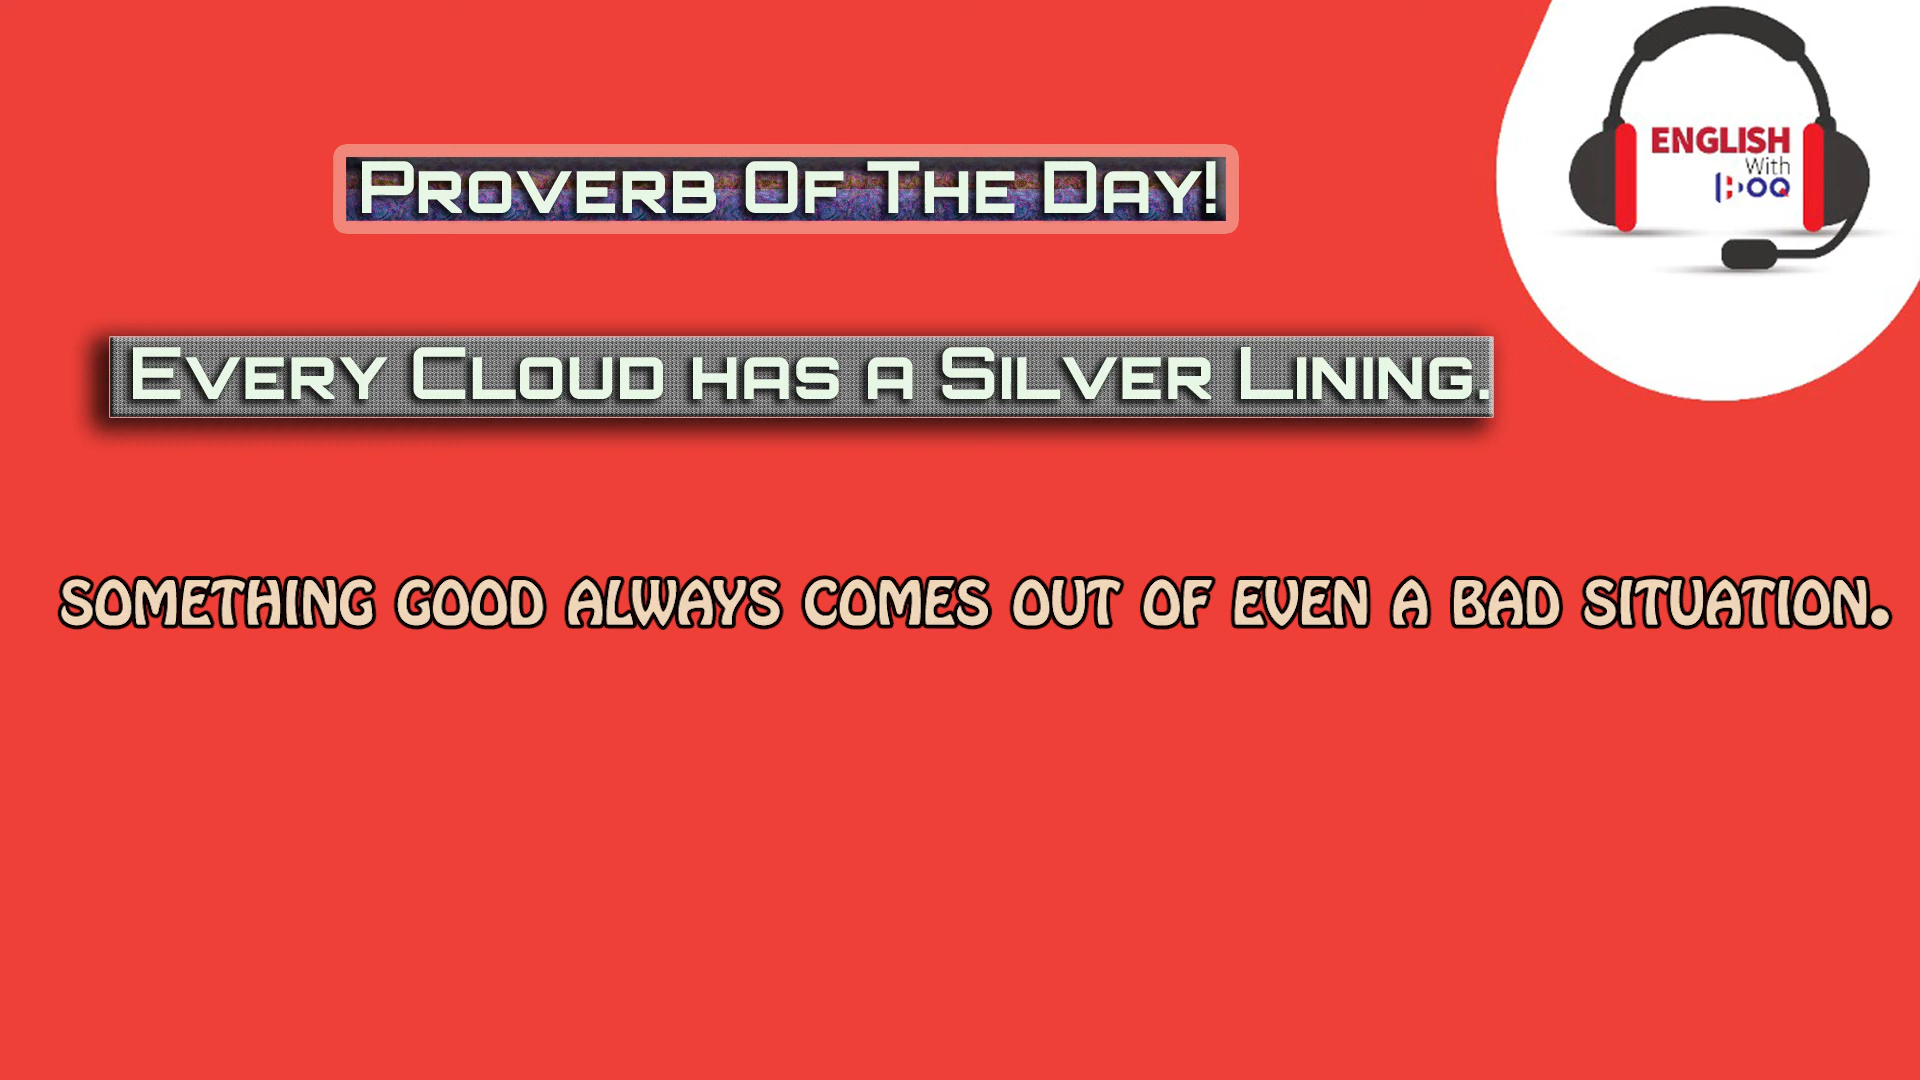 Proverb Of The Day!
Every Cloud has a Silver Lining.
SOMETHING GOOD ALWAYS COMES OUT OF EVEN A BAD SITUATION.
ENGLISH
With